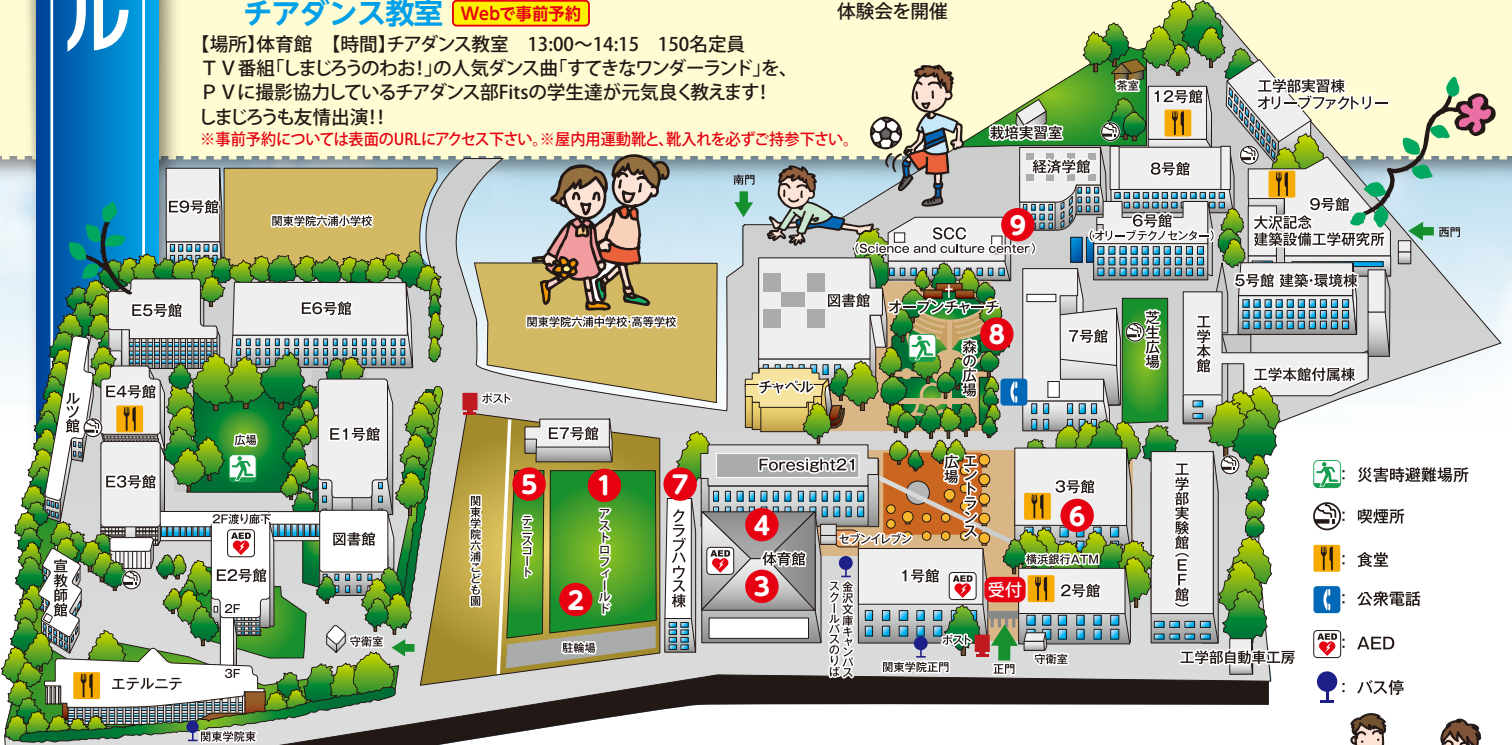 ル
チアダンス教室 Webで事前予約
【場所】体育館 【時間】チアダンス教室 13:00〜14:15 150名定員
TV番組「しまじろうのわお!」の人気ダンス曲「すてきなワンダーランド」を、
PVに撮影協力しているチアダンス部Fitsの学生達が元気良く教えます!
しまじろうも友情出演!!
※事前予約については表面のURLにアクセス下さい。※屋内用運動靴と、靴入れを必ずご持参下さい。
体験会を開催
茶室
12号館
工学部実習棟
オリーブファクトリー
栽培実習室
経済学館
8号館
9号館
大沢記念
建築設備工学研究所
西門
6号館
(オリーブテクノセンター)
5号館 建築・環境棟
南門
SCC
(Science and culture center)
9
E9号館
関東学院六浦小学校
関東学院六浦中学校・高等学校
E5号館
E6号館
図書館
オープンチャーチ
8
森の広場
7号館
芝生広場
工学本館
工学本館付属棟
チャペル
ルツ館
E4号館
広場
E1号館
E3号館
ポスト
E7号館
2F渡り廊下
AED
E2号館
図書館
宣教師館
2F
3F
守衛室
エテルニテ
関東学院東
関東学院六浦こども園
5
テニスコート
1
アストロフィールド
2
駐輪場
7
クラブハウス棟
Foresight21
4
AED
体育館
3
セブンイレブン
金沢文庫キャンパス
スクールバスのりば
エントランス
広場
3号館
6
横浜銀行ATM
1号館
AED
受付
2号館
ポスト
関東学院正門
正門
守衛室
工学部実験館(EF館)
工学部自動車工房
:災害時避難場所
:喫煙所
:食堂
:公衆電話
AED
:AED
:バス停